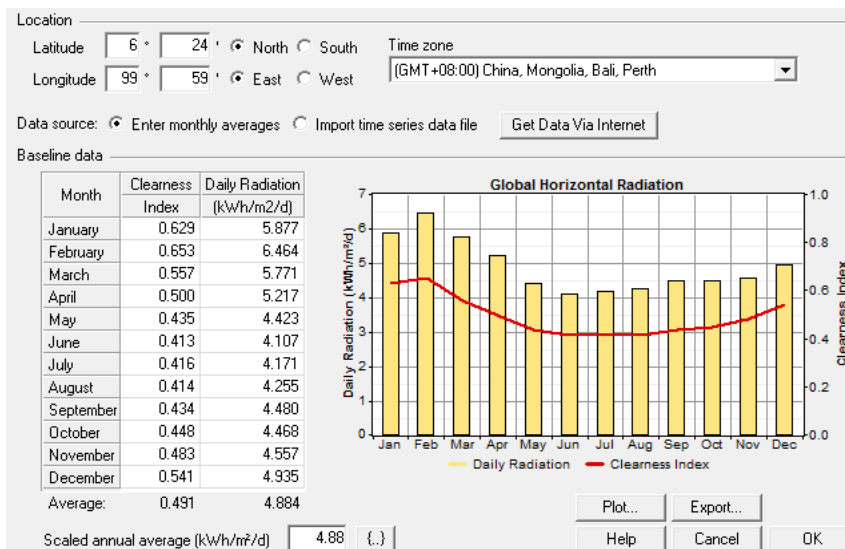 Location
Latitude 6 ° 24 ' North South Time zone
Longitude 99 ° 59 ' East West (GMT+08:00) China, Mongolia, Bali, Perth
Data source: Enter monthly averages Import time series data file Get Data Via Internet
Baseline data
Month Clearness Index Daily Radiation (kWh/m2/d)
January 0.629 5.877
February 0.653 6.464
March 0.557 5.771
April 0.500 5.217
May 0.435 4.423
June 0.413 4.107
July 0.416 4.171
August 0.414 4.255
September 0.434 4.480
October 0.448 4.468
November 0.483 4.557
December 0.541 4.935
Average: 0.491 4.884
Scaled annual average (kWh/m²/d) 4.88 {..}
Global Horizontal Radiation
Daily Radiation (kWh/m²/d)
7
6
5
4
3
2
1
0
1.0
0.8
0.6
0.4
0.2
0.0
Clearness Index
Jan Feb Mar Apr May Jun Jul Aug Sep Oct Nov Dec
Daily Radiation Clearness Index
Plot... Export...
Help Cancel OK